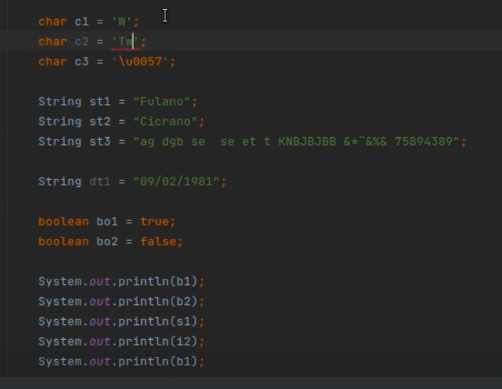 char c1 = 'W';
char c2 = 'Tw';
char c3 = '\u0057';
String st1 = "Fulano";
String st2 = "Cicrano";
String st3 = "ag dgb se  se et t KNBJBJBB &*¨&%& 75894389";
String dt1 = "09/02/1981";
boolean bo1 = true;
boolean bo2 = false;
System.out.println(b1);
System.out.println(b2);
System.out.println(s1);
System.out.println(i2);
System.out.println(b1);